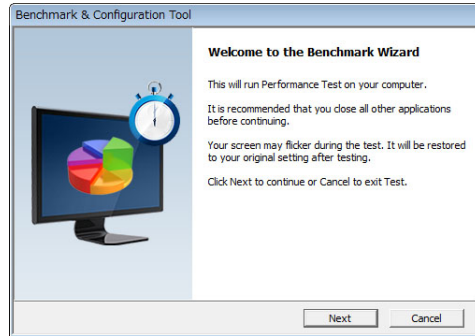 Benchmark & Configuration Tool
Welcome to the Benchmark Wizard
This will run Performance Test on your computer.
It is recommended that you close all other applications
before continuing.
Your screen may flicker during the test. It will be restored
to your original setting after testing.
Click Next to continue or Cancel to exit Test.
Next
Cancel